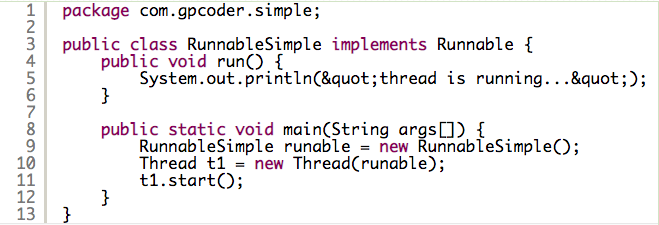 1 package com.gpcoder.simple;
2
3 public class RunnableSimple implements Runnable {
4     public void run() {
5         System.out.println(&quot;thread is running...&quot;);
6     }
7
8     public static void main(String args[]) {
9         RunnableSimple runable = new RunnableSimple();
10         Thread t1 = new Thread(runable);
11         t1.start();
12     }
13 }